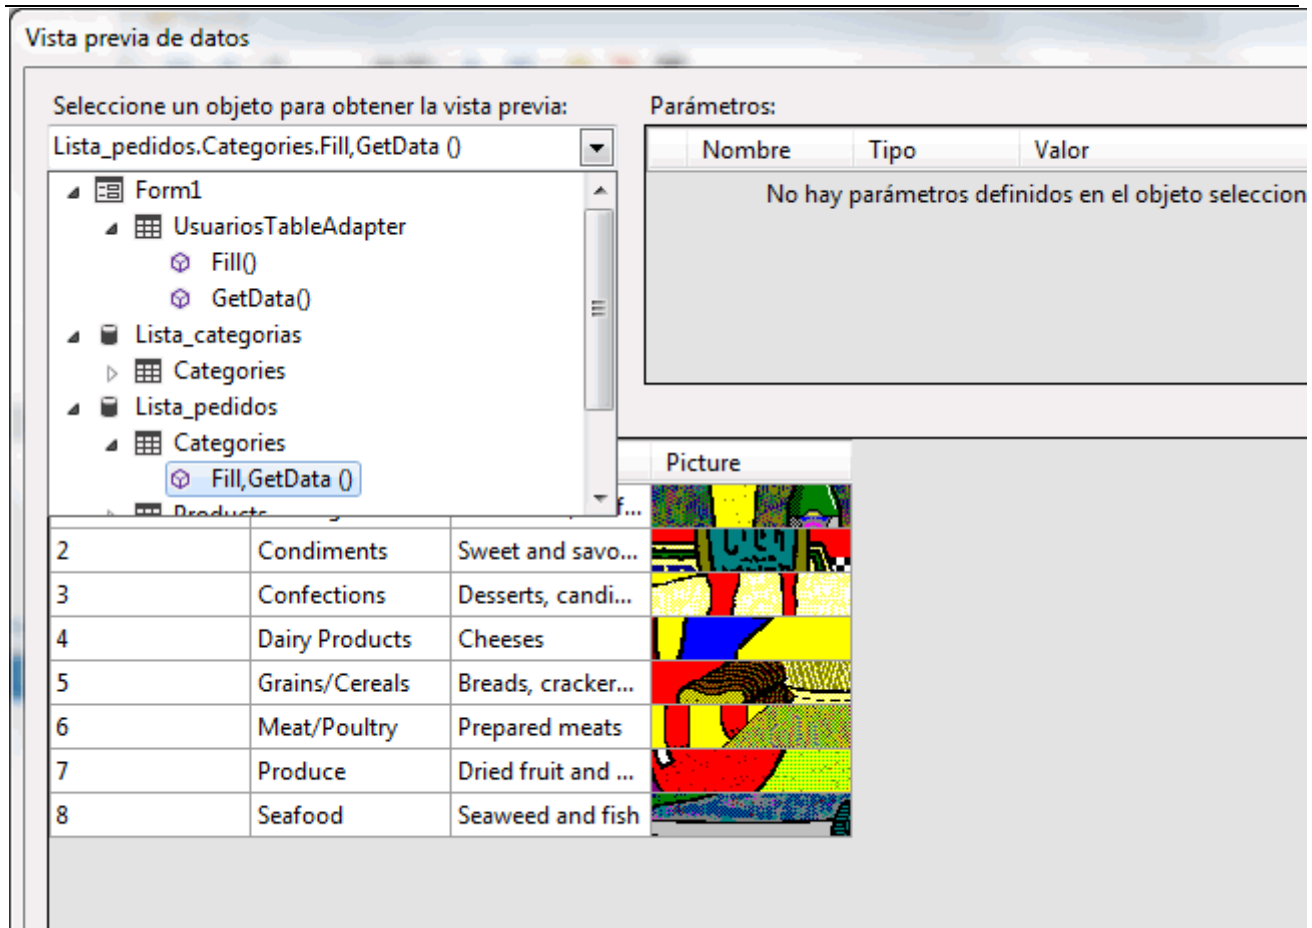 Vista previa de datos
Seleccione un objeto para obtener la vista previa:
Parámetros:
Lista_pedidos.Categories.Fill,GetData ()
Nombre Tipo Valor
No hay parámetros definidos en el objeto seleccion
Form1
UsuariosTableAdapter
Fill()
GetData()
Lista_categorias
Categories
Lista_pedidos
Categories
Fill,GetData ()
Products
Picture
2 Condiments Sweet and savo...
3 Confections Desserts, candi...
4 Dairy Products Cheeses
5 Grains/Cereals Breads, cracker...
6 Meat/Poultry Prepared meats
7 Produce Dried fruit and ...
8 Seafood Seaweed and fish